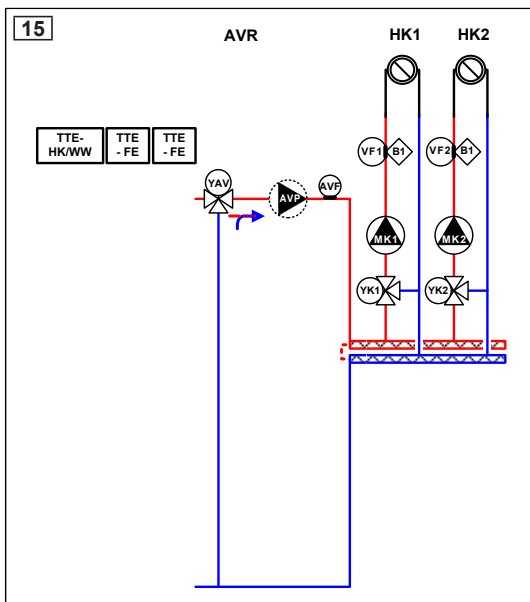 15
AVR
HK1
HK2
TTE-
HK/WW
TTE
- FE
TTE
- FE
VF1
B1
VF2
B1
YAV
AVP
AVF
MK1
MK2
YK1
YK2